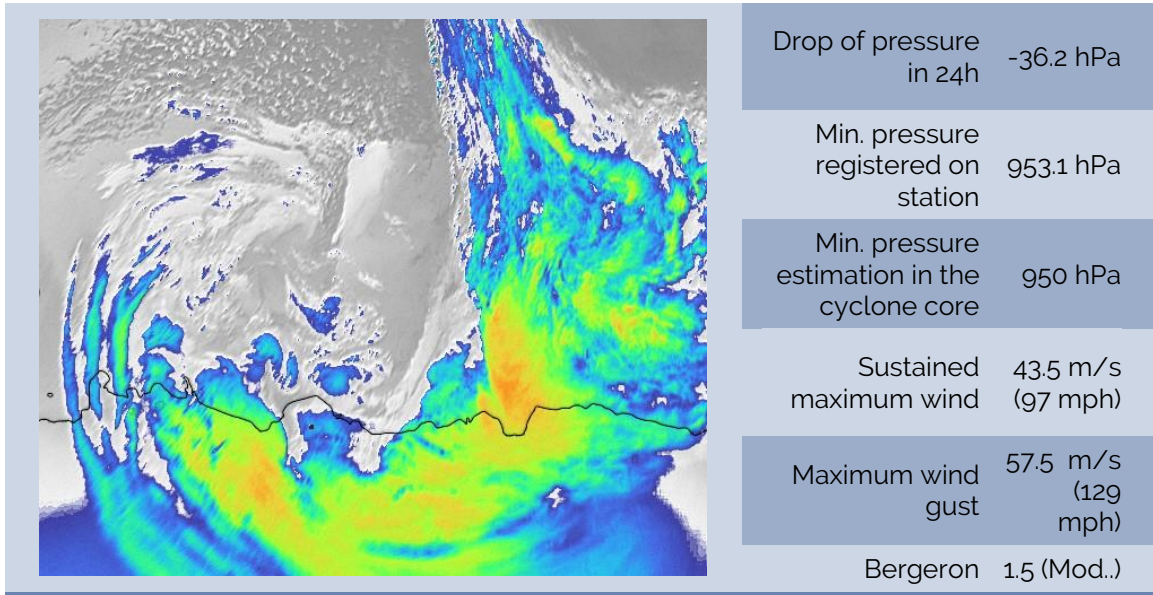 Drop of pressure
in 24h
-36.2 hPa
Min. pressure
registered on
station
953.1 hPa
Min. pressure
estimation in the
cyclone core
950 hPa
Sustained
maximum wind
43.5 m/s
(97 mph)
Maximum wind
gust
57.5 m/s
(129
mph)
Bergeron
1.5 (Mod..)